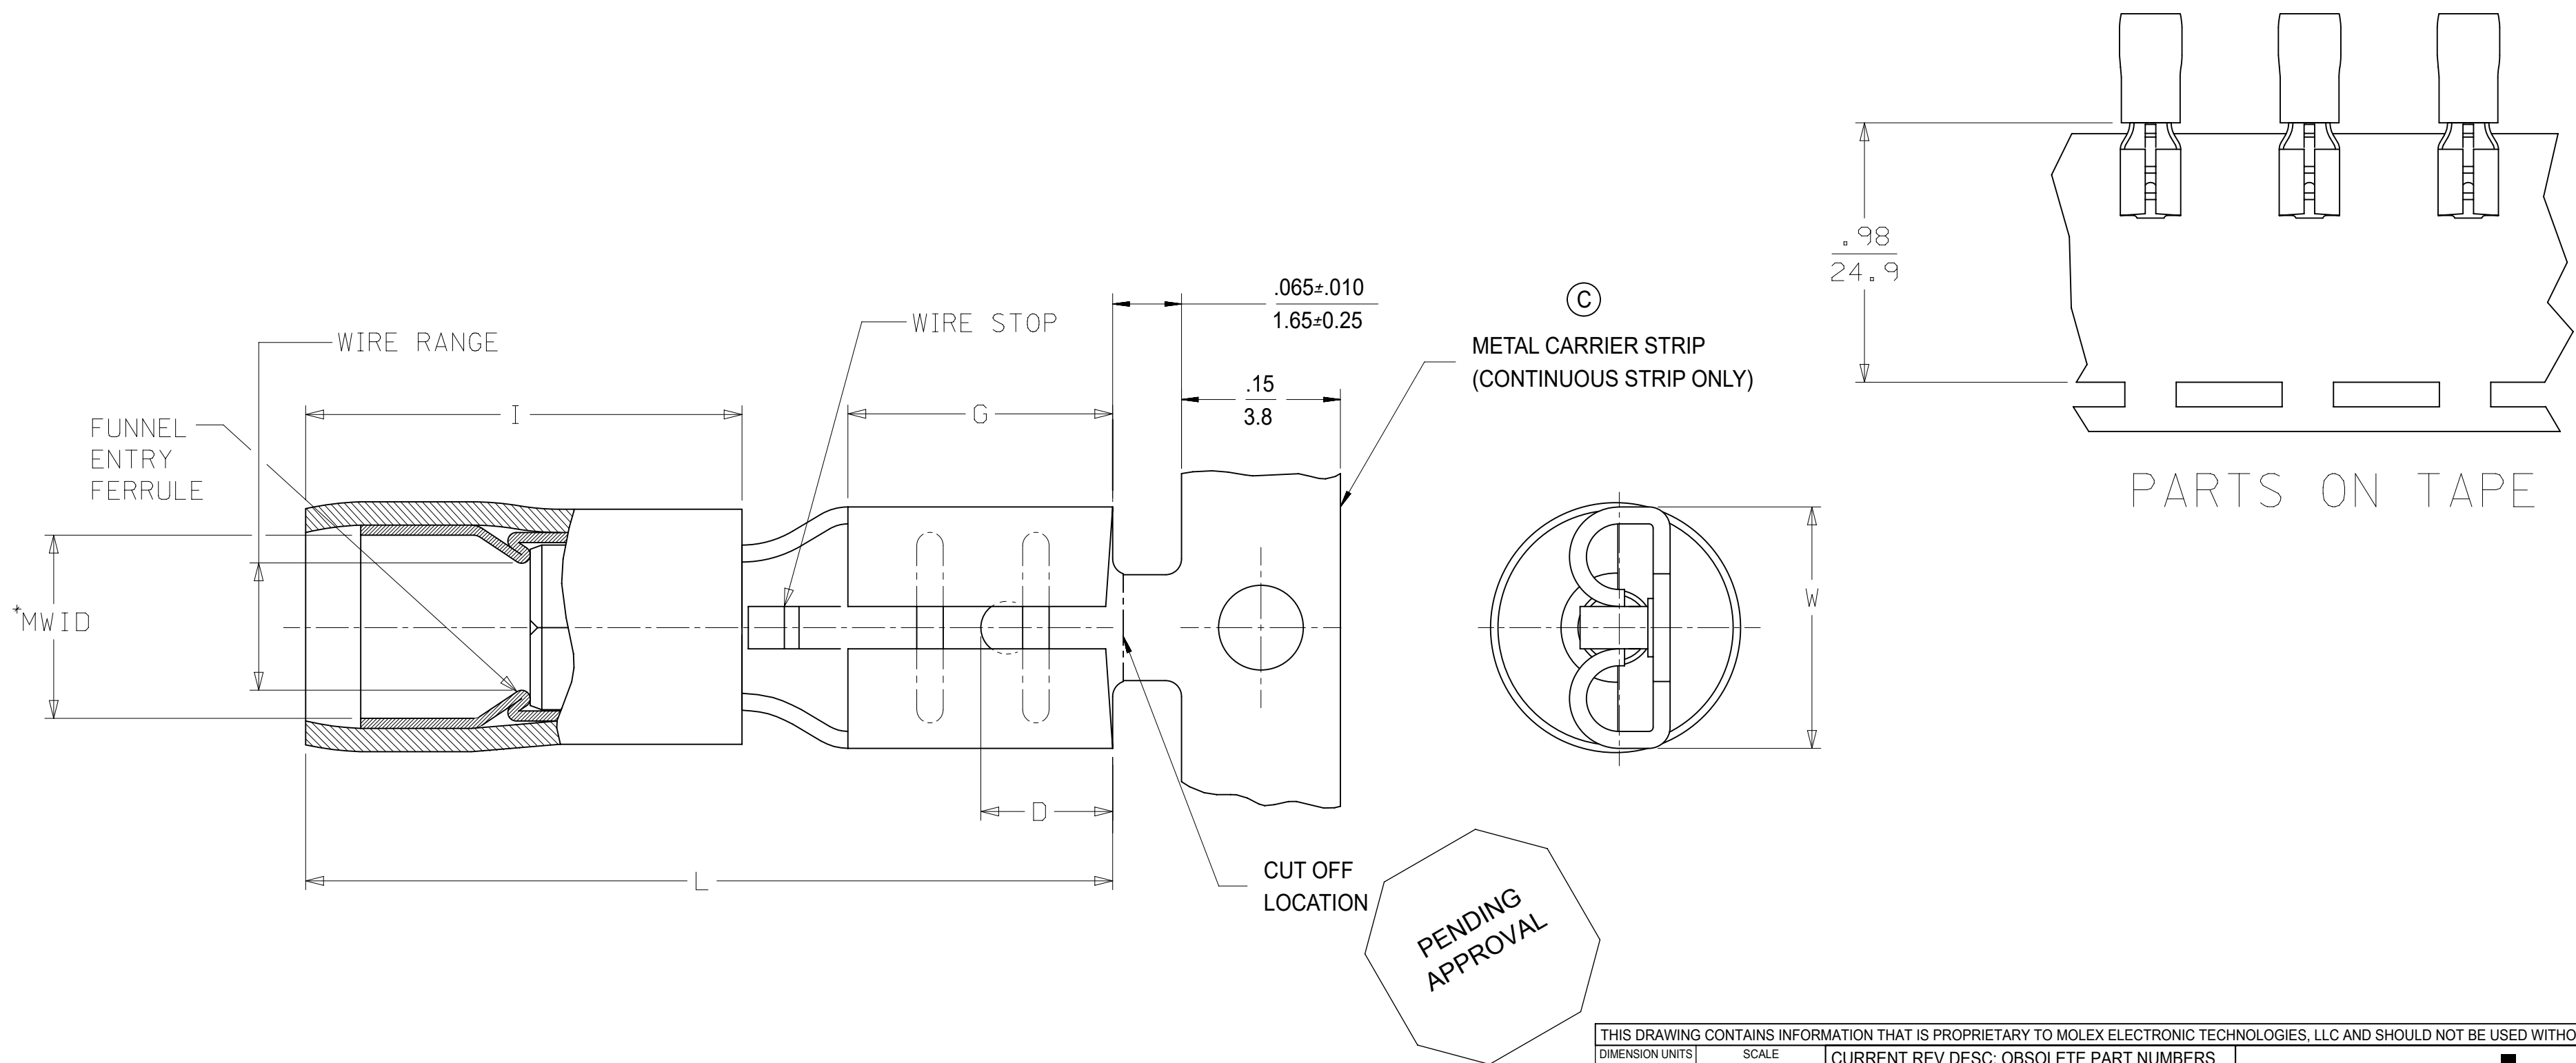 .98
24.9
PARTS ON TAPE
.065±.010
1.65±0.25
C
METAL CARRIER STRIP
(CONTINUOUS STRIP ONLY)
.15
3.8
WIRE STOP
WIRE RANGE
FUNNEL
ENTRY
FERRULE
I
G
*MWID
W
D
L
CUT OFF
LOCATION
PENDING
APPROVAL
THIS DRAWING CONTAINS INFORMATION THAT IS PROPRIETARY TO MOLEX ELECTRONIC TECHNOLOGIES, LLC AND SHOULD NOT BE USED WITHO
DIMENSION UNITS
SCALE
CURRENT REV DESC: OBSOLETE PART NUMBERS